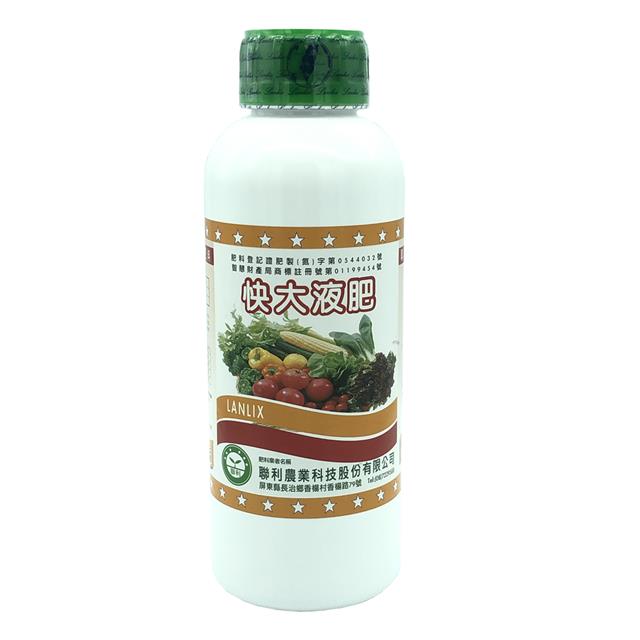 肥料登記證肥製(氮)字第0544032號
智慧財產局商標註冊號第01199454號
快大液肥
LANLIX
肥料業者名稱
聯利
聯利農業科技股份有限公司
屏東縣長治鄉香楊村香楊路79號